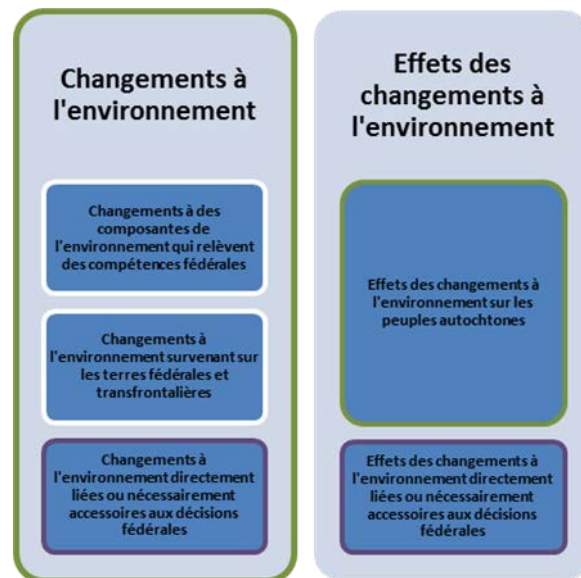 Changements à
l'environnement
Changements à des
composantes de
l'environnement qui relèvent
des compétences fédérales
Changements à
l'environnement survenant sur
les terres fédérales et
transfrontalières
Changements à
l'environnement directement
liées ou nécessairement
accessoires aux décisions
fédérales
Effets des
changements à
l'environnement
Effets des changements à
l'environnement sur les
peuples autochtones
Effets des changements à
l'environnement directement
liées ou nécessairement
accessoires aux décisions
fédérales